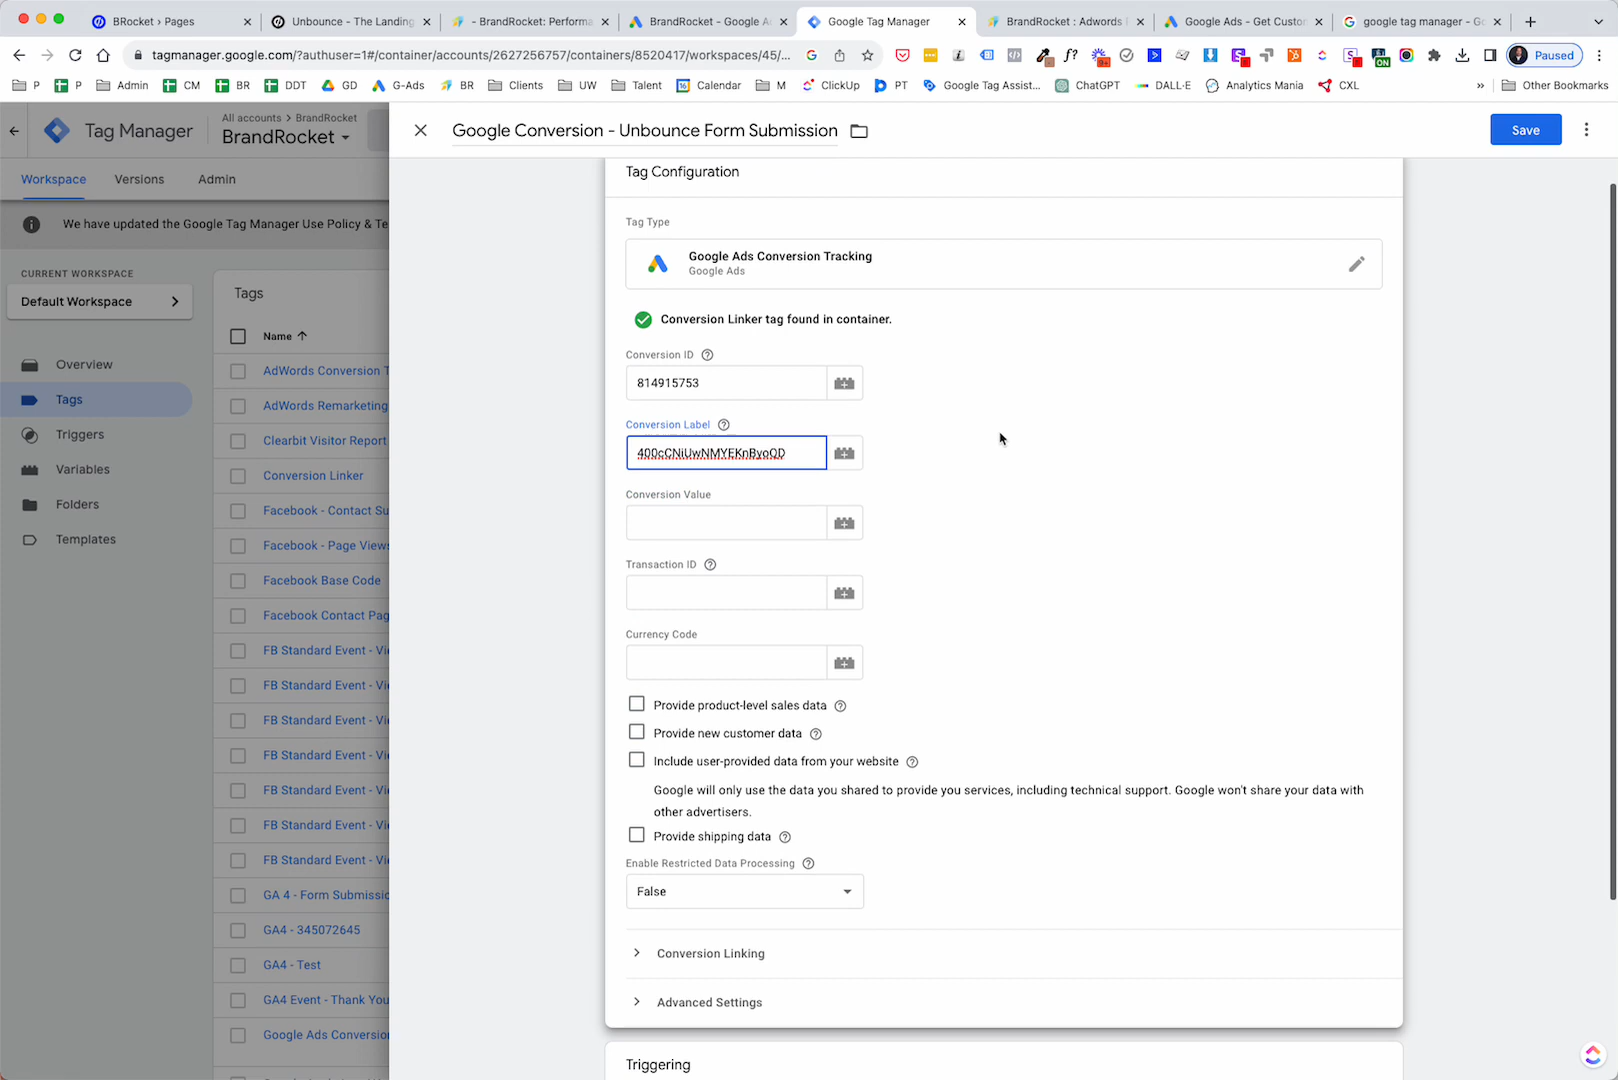 BRocket › Pages
Unbounce - The Landing
- BrandRocket: Performa
BrandRocket - Google A
Google Tag Manager
BrandRocket : Adwords
Google Ads - Get Custo
google tag manager - G
tagmanager.google.com/?authuser=1#/container/accounts/2627256757/containers/8520417/workspaces/45/...
Paused
P
P
Admin
CM
BR
DDT
GD
G-Ads
BR
Clients
UW
Talent
Calendar
M
ClickUp
PT
Google Tag Assist...
ChatGPT
DALL·E
Analytics Mania
CXL
»
Other Bookmarks
Tag Manager
All accounts > BrandRocket
BrandRocket
Google Conversion - Unbounce Form Submission
Save
Workspace
Versions
Admin
We have updated the Google Tag Manager Use Policy & Te
CURRENT WORKSPACE
Default Workspace
Overview
Tags
Triggers
Variables
Folders
Templates
Tags
Name
AdWords Conversion T
AdWords Remarketing
Clearbit Visitor Report
Conversion Linker
Facebook - Contact Su
Facebook - Page Views
Facebook Base Code
Facebook Contact Pag
FB Standard Event - Vi
FB Standard Event - Vi
FB Standard Event - Vi
FB Standard Event - Vi
FB Standard Event - Vi
FB Standard Event - Vi
FB Standard Event - Vi
GA 4 - Form Submissio
GA4 - 345072645
GA4 - Test
GA4 Event - Thank You
Google Ads Conversion
Tag Configuration
Tag Type
Google Ads Conversion Tracking
Google Ads
Conversion Linker tag found in container.
Conversion ID
814915753
Conversion Label
400cCNiUwNMYEKnByoQD
Conversion Value
Transaction ID
Currency Code
Provide product-level sales data
Provide new customer data
Include user-provided data from your website
Google will only use the data you shared to provide you services, including technical support. Google won't share your data with
other advertisers.
Provide shipping data
Enable Restricted Data Processing
False
Conversion Linking
Advanced Settings
Triggering